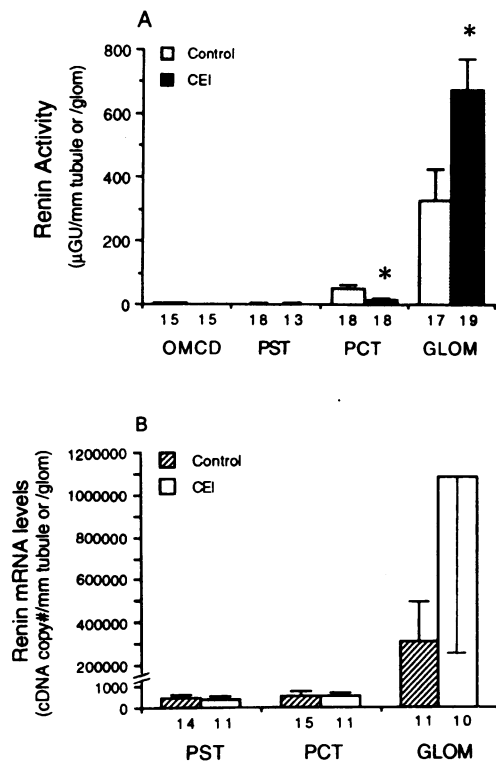 A
Control
CEI
Renin Activity
(µGU/mm tubule or /glom)
800
600
400
200
0
*
*
15 15 18 13 18 18 17 19
OMCD PST PCT GLOM
B
Control
CEI
Renin mRNA levels
(cDNA copy#/mm tubule or /glom)
1200000
1000000
800000
600000
400000
200000
1000
0
14 11 15 11 11 10
PST PCT GLOM